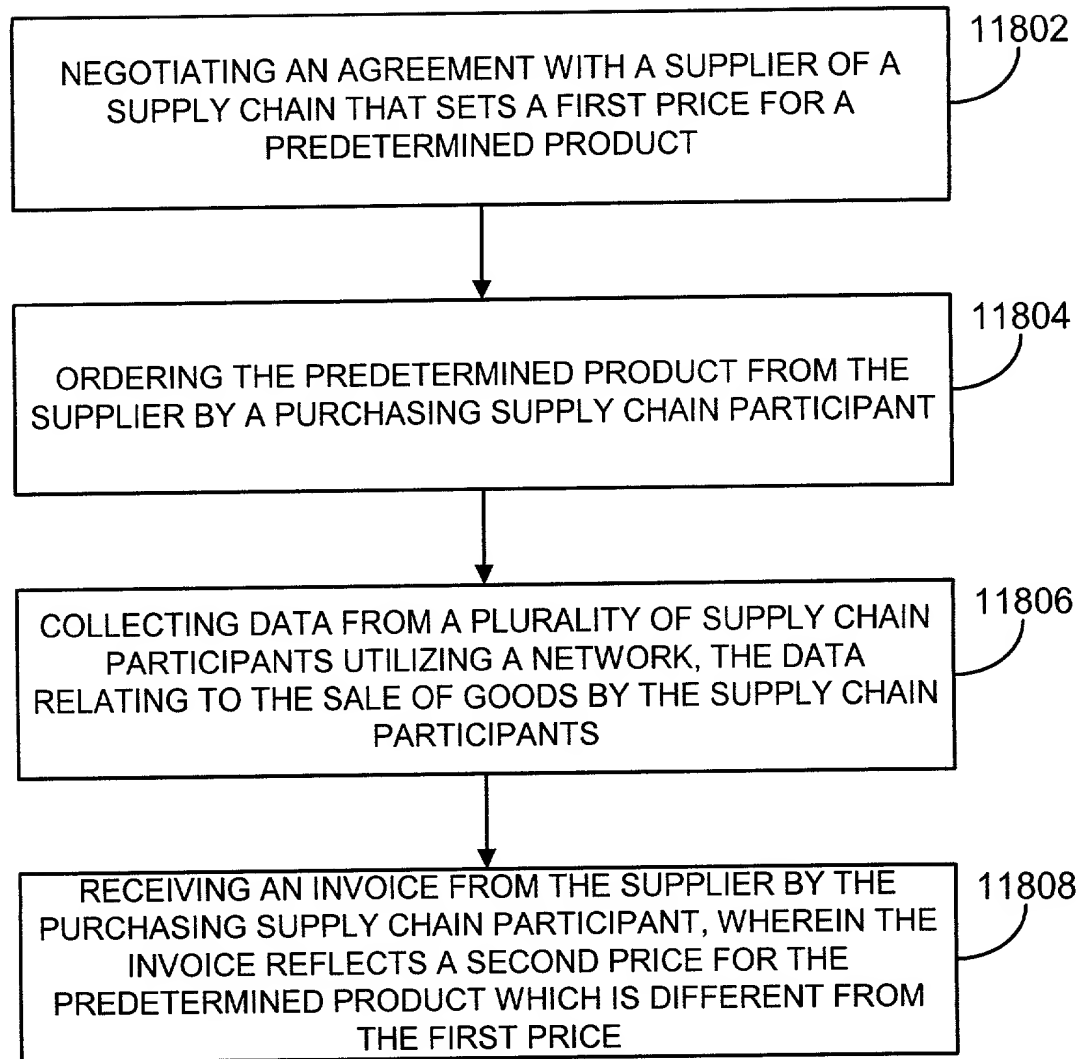 11802
NEGOTIATING AN AGREEMENT WITH A SUPPLIER OF A
SUPPLY CHAIN THAT SETS A FIRST PRICE FOR A
PREDETERMINED PRODUCT
11804
ORDERING THE PREDETERMINED PRODUCT FROM THE
SUPPLIER BY A PURCHASING SUPPLY CHAIN PARTICIPANT
11806
COLLECTING DATA FROM A PLURALITY OF SUPPLY CHAIN
PARTICIPANTS UTILIZING A NETWORK, THE DATA
RELATING TO THE SALE OF GOODS BY THE SUPPLY CHAIN
PARTICIPANTS
11808
RECEIVING AN INVOICE FROM THE SUPPLIER BY THE
PURCHASING SUPPLY CHAIN PARTICIPANT, WHEREIN THE
INVOICE REFLECTS A SECOND PRICE FOR THE
PREDETERMINED PRODUCT WHICH IS DIFFERENT FROM
THE FIRST PRICE